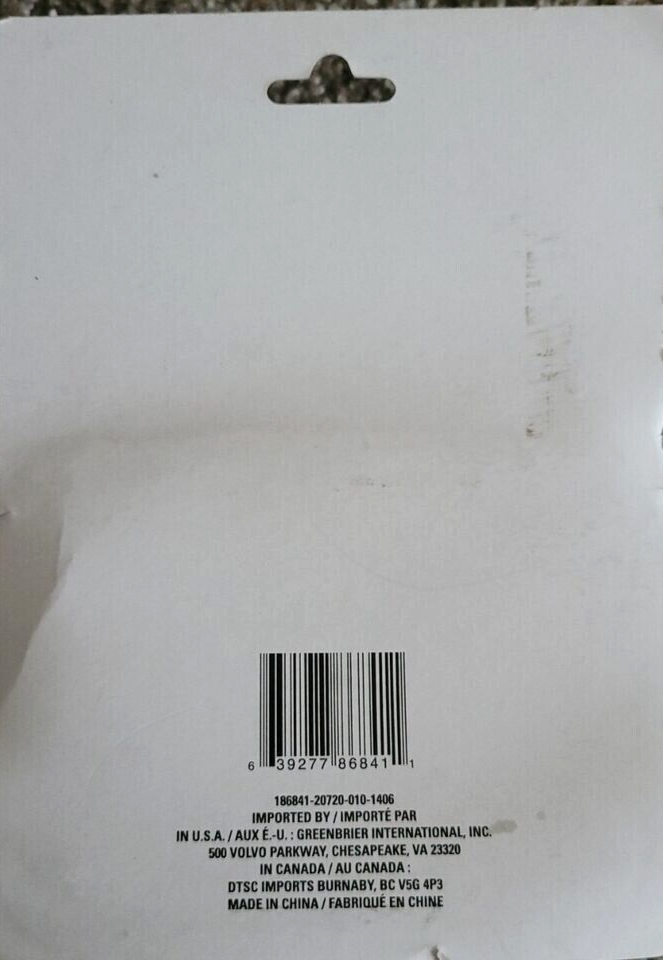 6 39277 86841 1
186841-20720-010-1406
IMPORTED BY / IMPORTÉ PAR
IN U.S.A. / AUX É.-U. : GREENBRIER INTERNATIONAL, INC.
500 VOLVO PARKWAY, CHESAPEAKE, VA 23320
IN CANADA / AU CANADA :
DTSC IMPORTS BURNABY, BC V5G 4P3
MADE IN CHINA / FABRIQUÉ EN CHINE